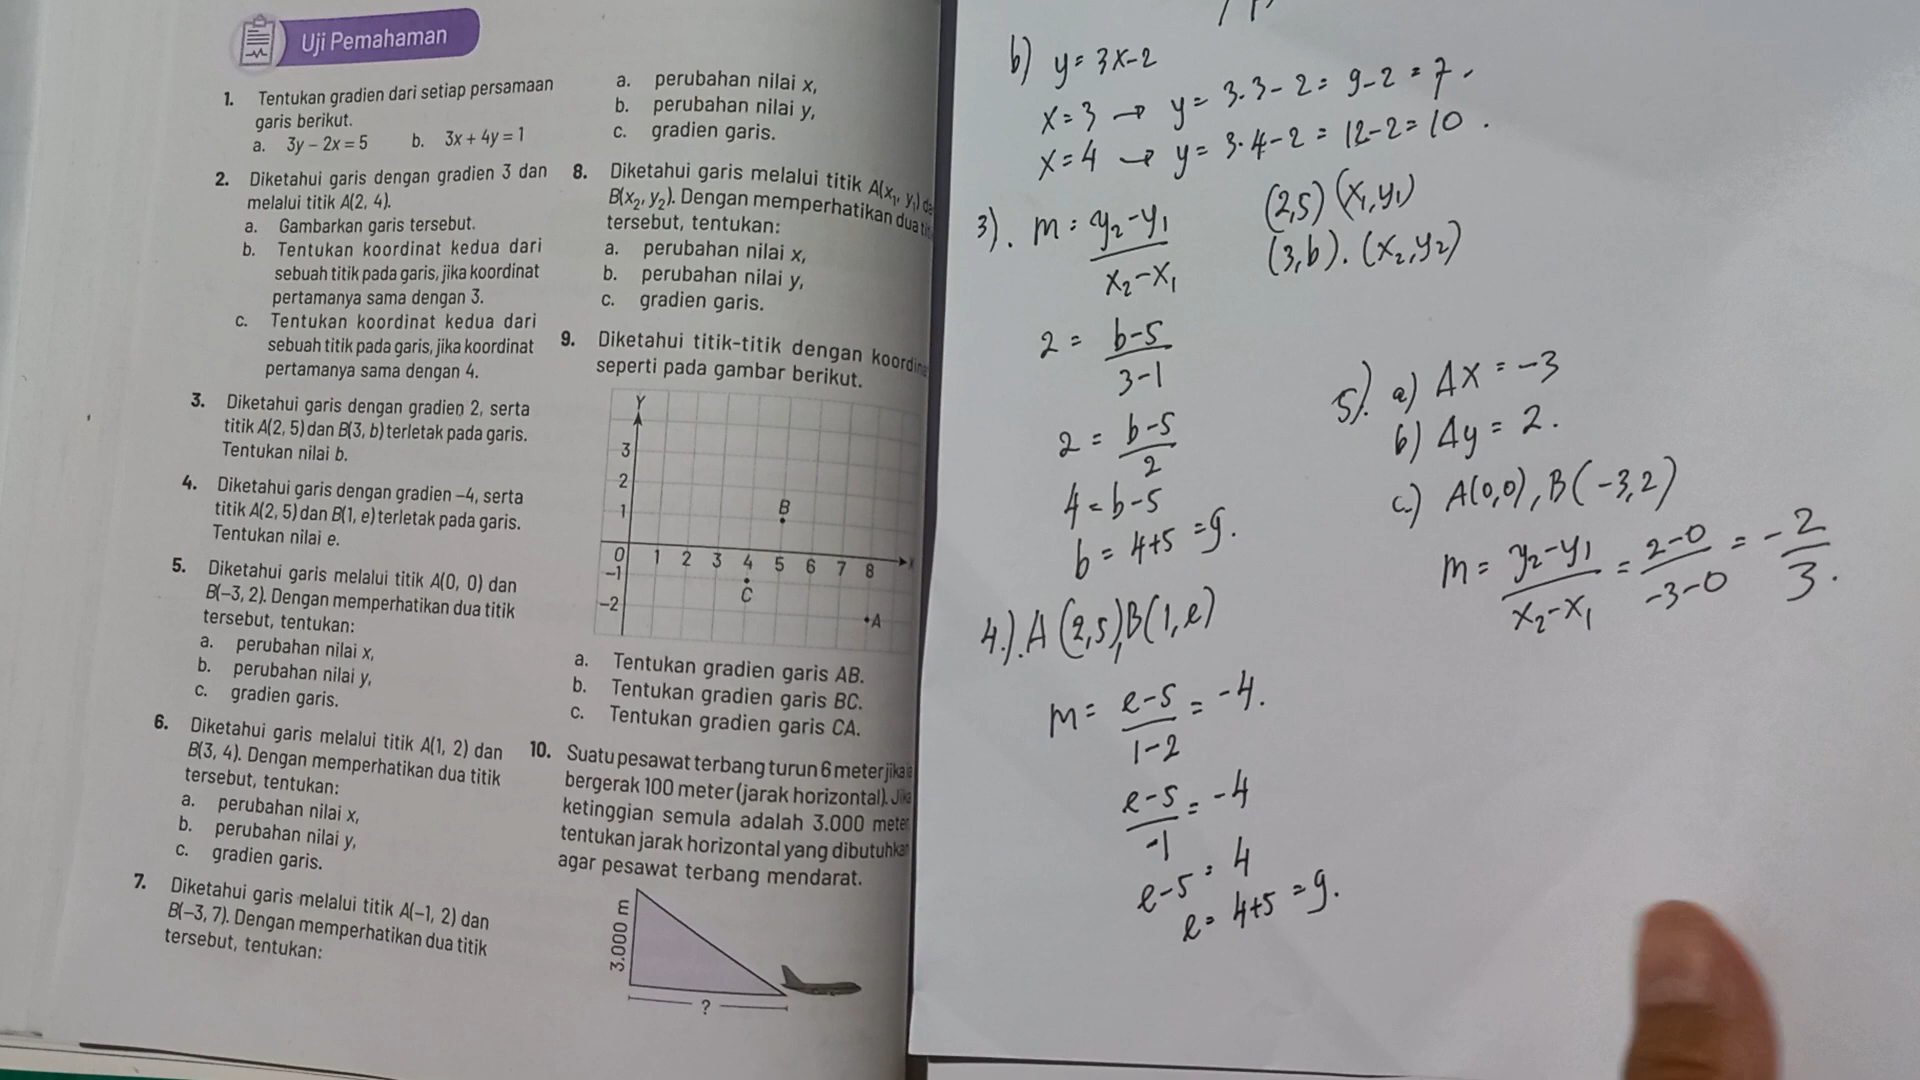 Uji Pemahaman
1. Tentukan gradien dari setiap persamaan
garis berikut.
a. 3y – 2x = 5 b. 3x + 4y = 1
2. Diketahui garis dengan gradien 3 dan
melalui titik A(2, 4).
a. Gambarkan garis tersebut.
b. Tentukan koordinat kedua dari
sebuah titik pada garis, jika koordinat
pertamanya sama dengan 3.
c. Tentukan koordinat kedua dari
sebuah titik pada garis, jika koordinat
pertamanya sama dengan 4.
3. Diketahui garis dengan gradien 2, serta
titik A(2, 5) dan B(3, b) terletak pada garis.
Tentukan nilai b.
4. Diketahui garis dengan gradien –4, serta
titik A(2, 5) dan B(1, e) terletak pada garis.
Tentukan nilai e.
5. Diketahui garis melalui titik A(0, 0) dan
B(–3, 2). Dengan memperhatikan dua titik
tersebut, tentukan:
a. perubahan nilai x,
b. perubahan nilai y,
c. gradien garis.
6. Diketahui garis melalui titik A(1, 2) dan
B(3, 4). Dengan memperhatikan dua titik
tersebut, tentukan:
a. perubahan nilai x,
b. perubahan nilai y,
c. gradien garis.
7. Diketahui garis melalui titik A(–1, 2) dan
B(–3, 7). Dengan memperhatikan dua titik
tersebut, tentukan:
a. perubahan nilai x,
b. perubahan nilai y,
c. gradien garis.
8. Diketahui garis melalui titik A(x₁, y₁)
B(x₂, y₂). Dengan memperhatikan dua
tersebut, tentukan:
a. perubahan nilai x,
b. perubahan nilai y,
c. gradien garis.
9. Diketahui titik-titik dengan
seperti pada gambar berikut.
Y
3
2
1
B
0 1 2 3 4 5 6 7 8
–1
C
–2
A
a. Tentukan gradien garis AB.
b. Tentukan gradien garis BC.
c. Tentukan gradien garis CA.
10. Suatu pesawat terbang turun 6 meter jika
bergerak 100 meter (jarak horizontal).
ketinggian semula adalah 3.000
tentukan jarak horizontal yang
agar pesawat terbang mendarat.
3.000 m
?
b) y = 3x-2
x = 3 → y = 3.3 - 2 = 9-2 = 7.
x = 4 → y = 3.4-2 = 12-2 = 10.
3). m = y₂-y₁ (2,5) (x₁,y₁)
x₂-x₁ (3,b). (x₂,y₂)
2 = b-5
3-1
2 = b-5
2
4 = b-5
b = 4+5 = 9.
4.). A (2,5), B(1,e)
m = e-5 = -4.
1-2
e-5 = -4
-1
e-5 = 4
e = 4+5 = 9.
5). a) Δx = -3
b) Δy = 2.
c.) A(0,0), B(-3,2)
m = y₂-y₁ = 2-0 = -2
x₂-x₁ -3-0 3.